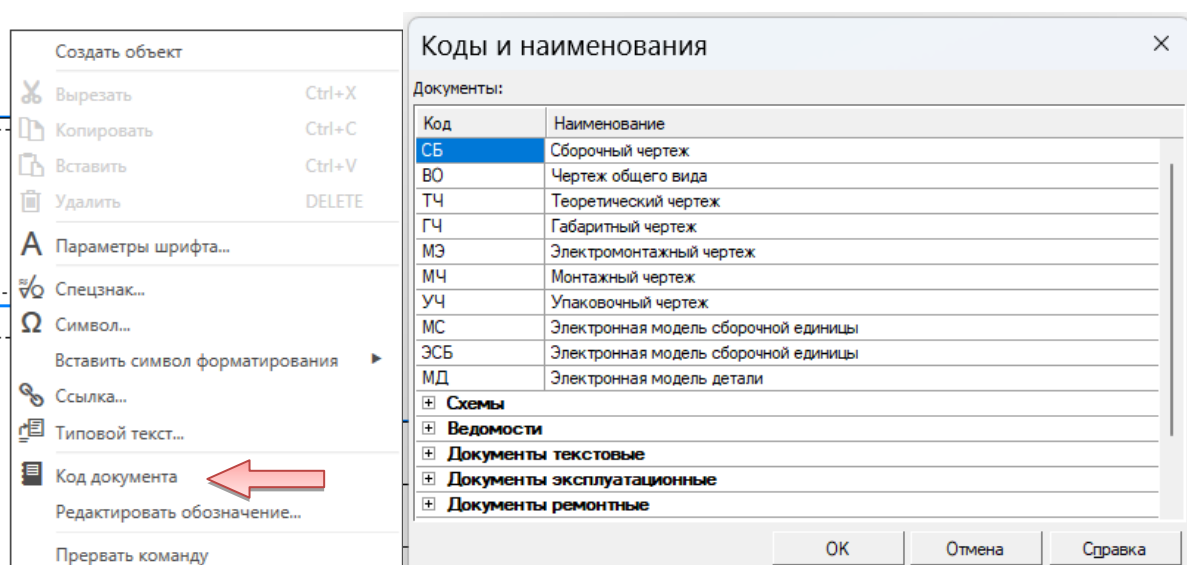 Создать объект
Вырезать Ctrl+X
Копировать Ctrl+C
Вставить Ctrl+V
Удалить DELETE
Параметры шрифта...
Спецзнак...
Символ...
Вставить символ форматирования
Ссылка...
Типовой текст...
Код документа
Редактировать обозначение...
Прервать команду
Коды и наименования
Документы:
Код Наименование
СБ Сборочный чертеж
ВО Чертеж общего вида
ТЧ Теоретический чертеж
ГЧ Габаритный чертеж
МЭ Электромонтажный чертеж
МЧ Монтажный чертеж
УЧ Упаковочный чертеж
МС Электронная модель сборочной единицы
ЭСБ Электронная модель сборочной единицы
МД Электронная модель детали
Схемы
Ведомости
Документы текстовые
Документы эксплуатационные
Документы ремонтные
OK Отмена Справка